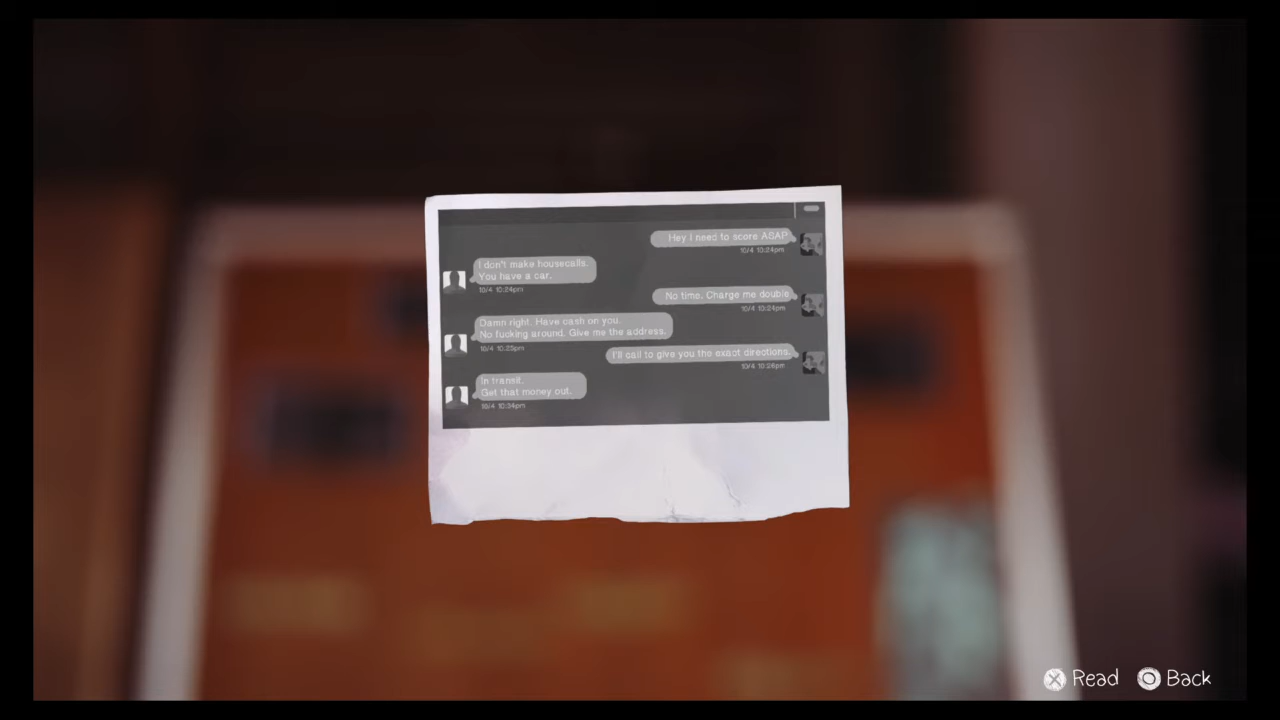 Hey I need to score ASAP
10/4 10:24pm
I don't make housecalls.
You have a car.
10/4 10:24pm
No time. Charge me double
10/4 10:24pm
Damn right. Have cash on you.
No fucking around. Give me the address.
10/4 10:25pm
I'll call to give you the exact directions.
10/4 10:28pm
In transit.
Get that money out.
10/4 10:34pm
Read
Back